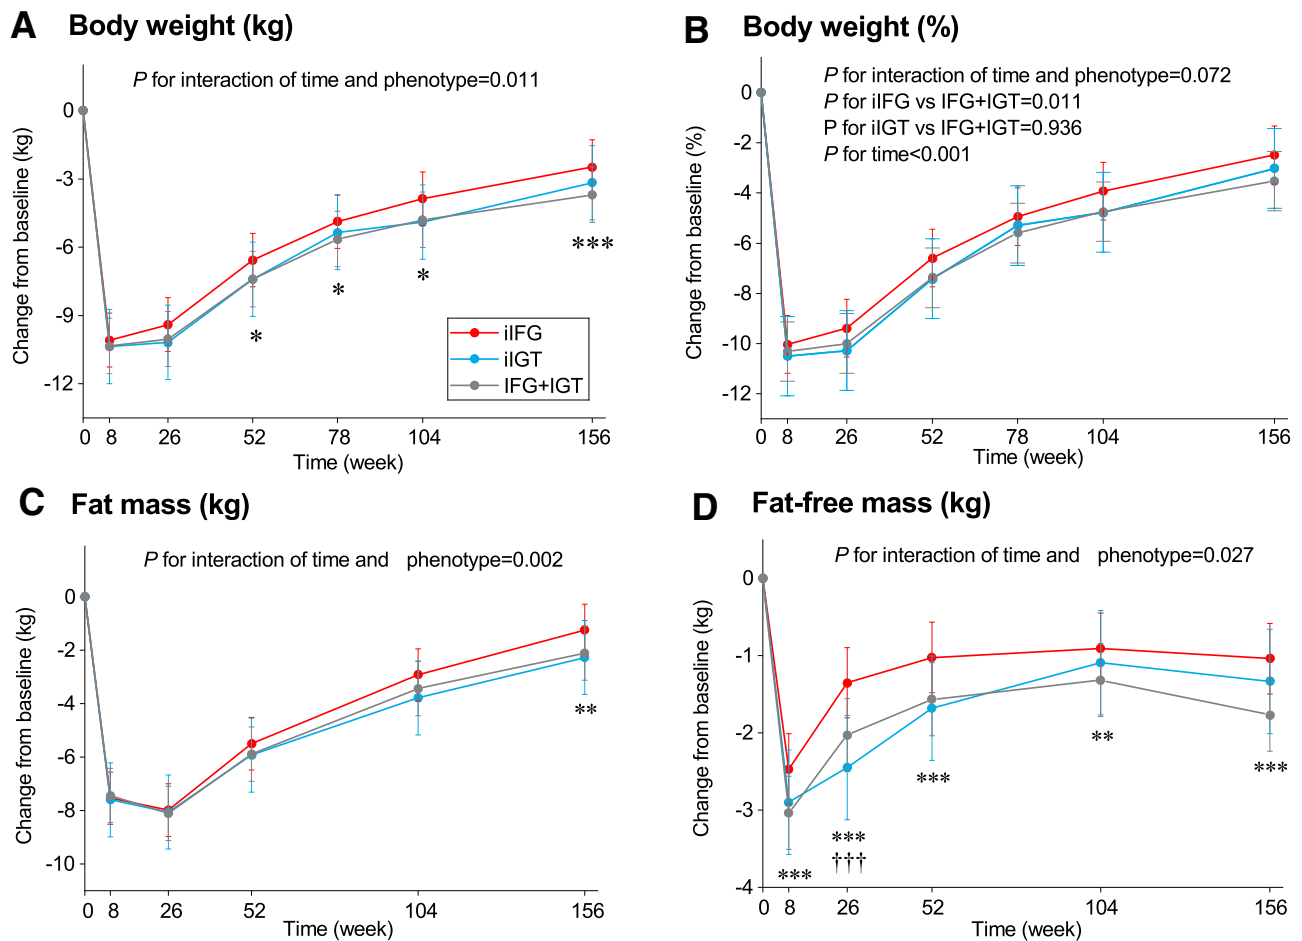 A Body weight (kg)
P for interaction of time and phenotype=0.011
Change from baseline (kg)
0
-3
-6
-9
-12
*
*
*
***
iIFG
iIGT
IFG+IGT
0 8 26 52 78 104 156
Time (week)
B Body weight (%)
P for interaction of time and phenotype=0.072
P for iIFG vs IFG+IGT=0.011
P for iIGT vs IFG+IGT=0.936
P for time<0.001
Change from baseline (%)
0
-2
-4
-6
-8
-10
-12
0 8 26 52 78 104 156
Time (week)
C Fat mass (kg)
P for interaction of time and phenotype=0.002
Change from baseline (kg)
0
-2
-4
-6
-8
-10
**
0 8 26 52 104 156
Time (week)
D Fat-free mass (kg)
P for interaction of time and phenotype=0.027
Change from baseline (kg)
0
-1
-2
-3
-4
***
***
†††
***
**
***
0 8 26 52 104 156
Time (week)